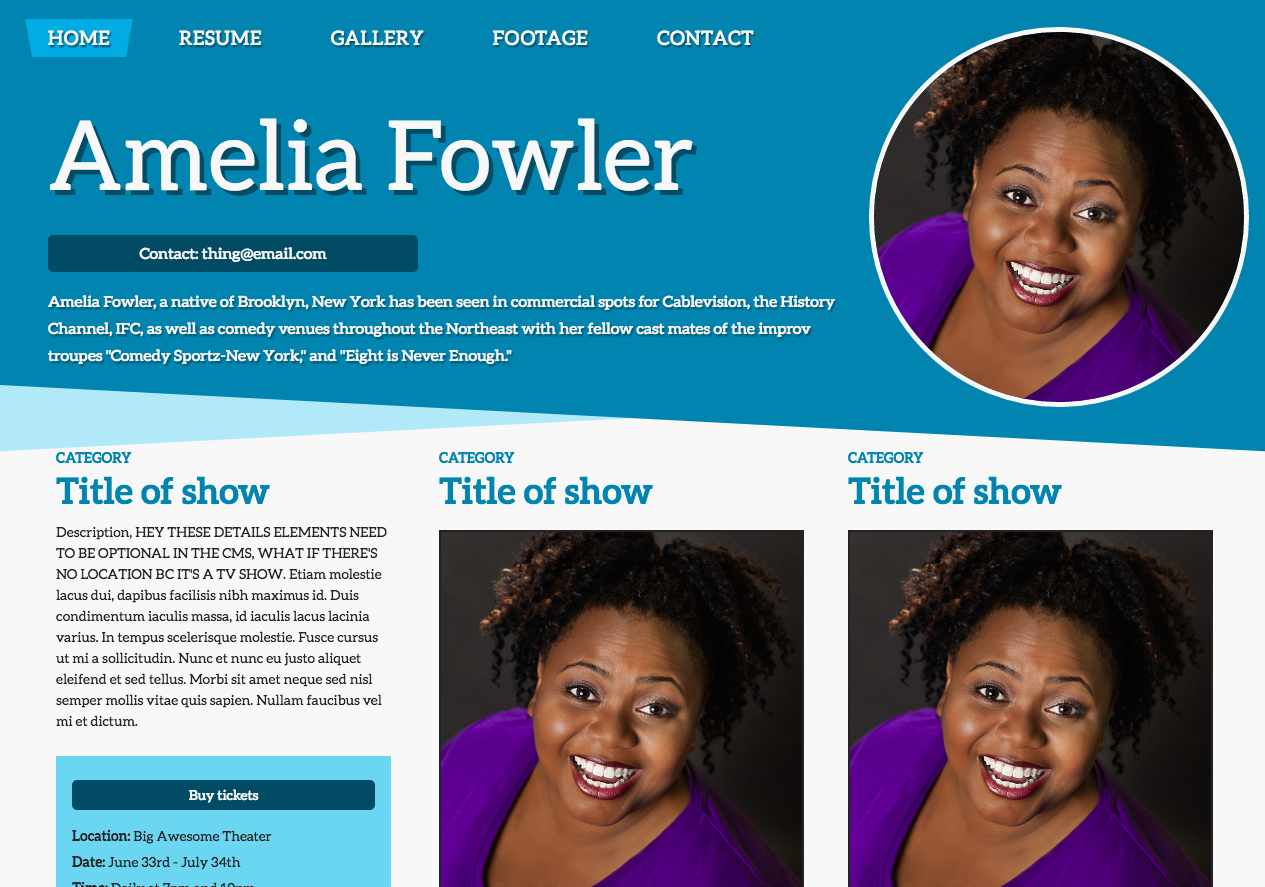 HOME RESUME GALLERY FOOTAGE CONTACT
Amelia Fowler
Contact: thing@email.com
Amelia Fowler, a native of Brooklyn, New York has been seen in commercial spots for Cablevision, the History
Channel, IFC, as well as comedy venues throughout the Northeast with her fellow cast mates of the improv
troupes "Comedy Sportz-New York," and "Eight is Never Enough."
CATEGORY
Title of show
Description, HEY THESE DETAILS ELEMENTS NEED
TO BE OPTIONAL IN THE CMS, WHAT IF THERE'S
NO LOCATION BC IT'S A TV SHOW. Etiam molestie
lacus dui, dapibus facilisis nibh maximus id. Duis
condimentum iaculis massa, id iaculis lacus lacinia
varius. In tempus scelerisque molestie. Fusce cursus
ut mi a sollicitudin. Nunc et nunc eu justo aliquet
eleifend et sed tellus. Morbi sit amet neque sed nisl
semper mollis vitae quis sapien. Nullam faucibus vel
mi et dictum.
Buy tickets
Location: Big Awesome Theater
Date: June 33rd - July 34th
Time: Daily at 7pm and 10pm
CATEGORY
Title of show
CATEGORY
Title of show